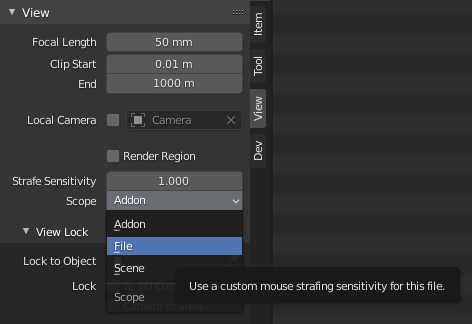 View
Focal Length 50 mm
Clip Start 0.01 m
End 1000 m
Local Camera Camera
Render Region
Strafe Sensitivity 1.000
Scope Addon
Addon
View Lock
File
Lock to Object
Scene
Lock
Scope
Use a custom mouse strafing sensitivity for this file.
Item
Tool
View
Dev